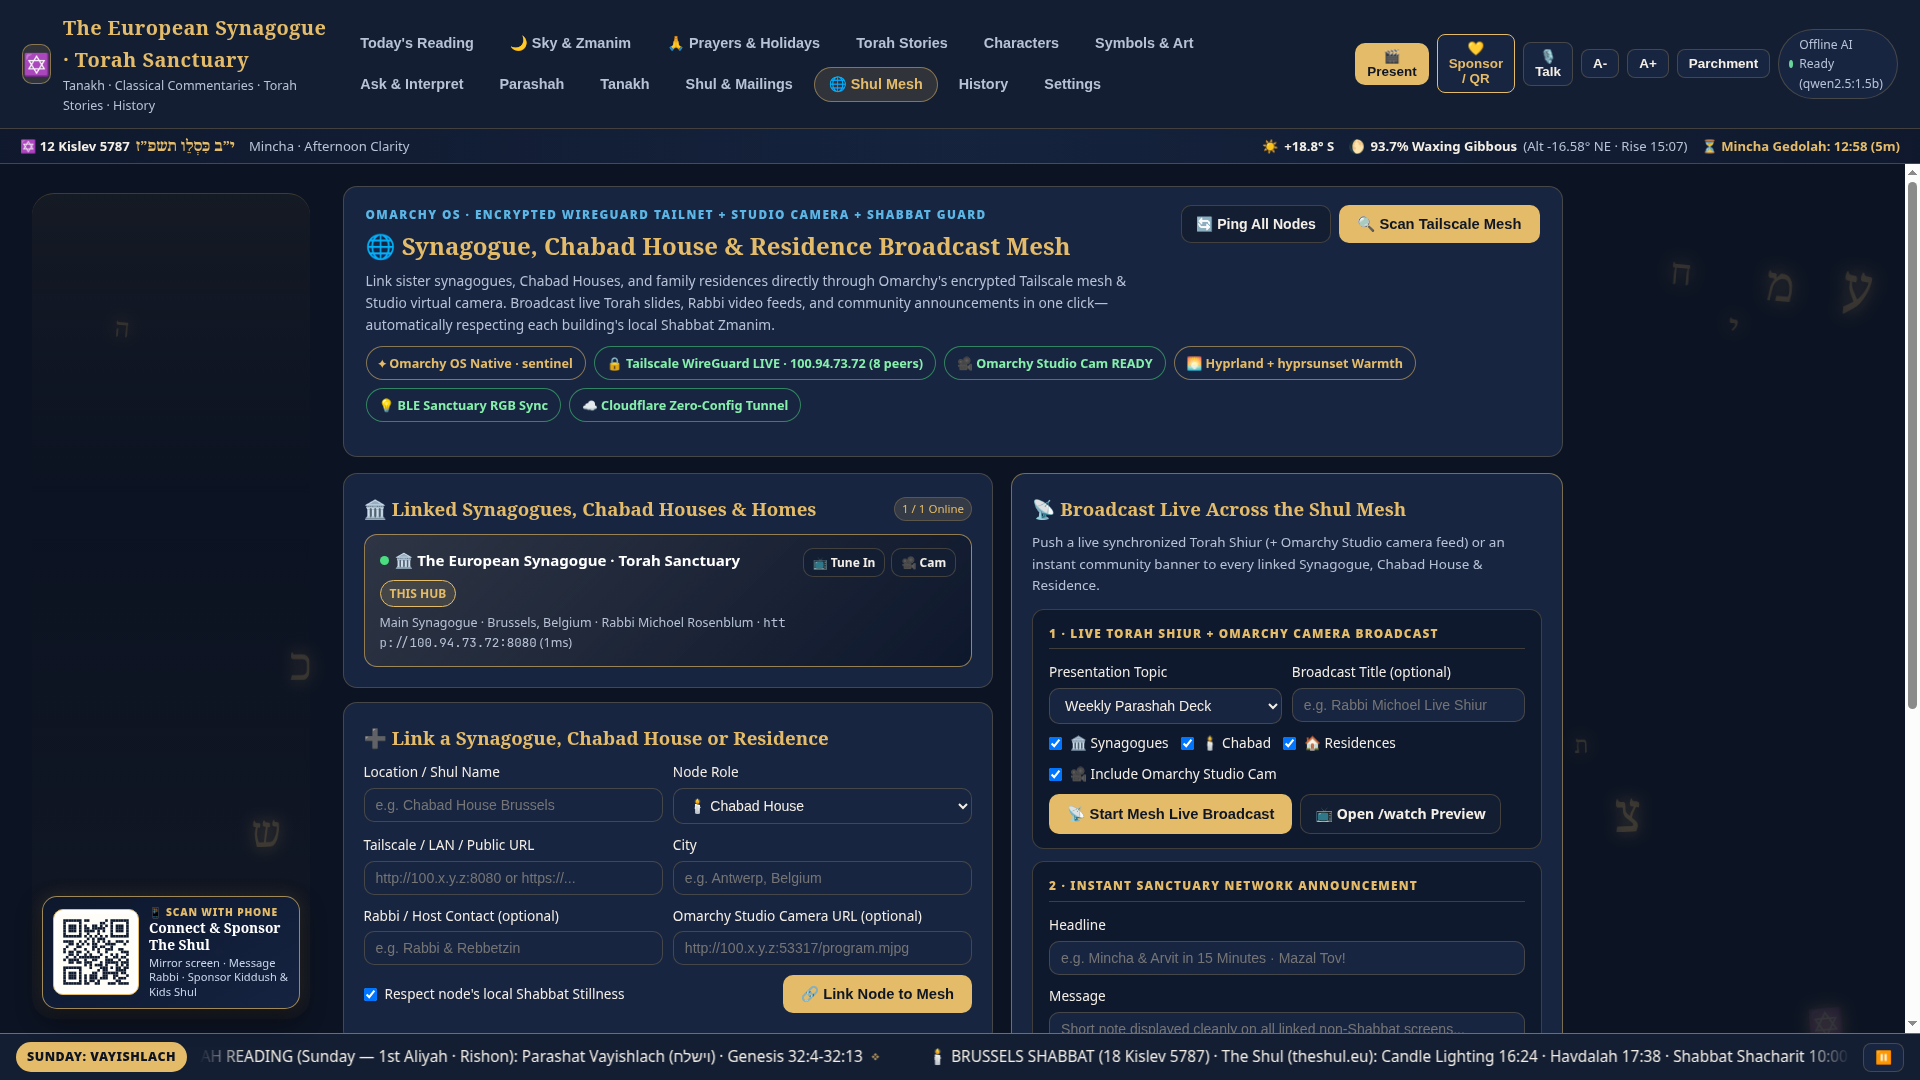 The European Synagogue
· Torah Sanctuary
Tanakh · Classical Commentaries · Torah
Stories · History
Today's Reading
🌙 Sky & Zmanim
🙏 Prayers & Holidays
Torah Stories
Characters
Symbols & Art
Ask & Interpret
Parashah
Tanakh
Shul & Mailings
🌐 Shul Mesh
History
Settings
🎬
Present
💛
Sponsor
/ QR
🎙️
Talk
A-
A+
Parchment
Offline AI
Ready
(qwen2.5:1.5b)
🔯 12 Kislev 5787 י״ב כִּסְלֵו תשפ״ז Mincha · Afternoon Clarity
☀️ +18.8° S 🌔 93.7% Waxing Gibbous (Alt -16.58° NE · Rise 15:07) ⏳ Mincha Gedolah: 12:58 (5m)
OMARCHY OS · ENCRYPTED WIREGUARD TAILNET + STUDIO CAMERA + SHABBAT GUARD
🌐 Synagogue, Chabad House & Residence Broadcast Mesh
🔄 Ping All Nodes
🔍 Scan Tailscale Mesh
Link sister synagogues, Chabad Houses, and family residences directly through Omarchy's encrypted Tailscale mesh &
Studio virtual camera. Broadcast live Torah slides, Rabbi video feeds, and community announcements in one click—
automatically respecting each building's local Shabbat Zmanim.
✦ Omarchy OS Native · sentinel
🔒 Tailscale WireGuard LIVE · 100.94.73.72 (8 peers)
🎥 Omarchy Studio Cam READY
🌅 Hyprland + hyprsunset Warmth
💡 BLE Sanctuary RGB Sync
☁️ Cloudflare Zero-Config Tunnel
🏛️ Linked Synagogues, Chabad Houses & Homes
1 / 1 Online
🏛️ The European Synagogue · Torah Sanctuary
📺 Tune In
🎥 Cam
THIS HUB
Main Synagogue · Brussels, Belgium · Rabbi Michoel Rosenblum · htt
p://100.94.73.72:8080 (1ms)
➕ Link a Synagogue, Chabad House or Residence
Location / Shul Name
Node Role
e.g. Chabad House Brussels
🕯️ Chabad House
Tailscale / LAN / Public URL
City
http://100.x.y.z:8080 or https://...
e.g. Antwerp, Belgium
Rabbi / Host Contact (optional)
Omarchy Studio Camera URL (optional)
e.g. Rabbi & Rebbetzin
http://100.x.y.z:53317/program.mjpg
Respect node's local Shabbat Stillness
🔗 Link Node to Mesh
📡 Broadcast Live Across the Shul Mesh
Push a live synchronized Torah Shiur (+ Omarchy Studio camera feed) or an
instant community banner to every linked Synagogue, Chabad House &
Residence.
1 · LIVE TORAH SHIUR + OMARCHY CAMERA BROADCAST
Presentation Topic
Broadcast Title (optional)
Weekly Parashah Deck
e.g. Rabbi Michoel Live Shiur
🏛️ Synagogues
🕯️ Chabad
🏠 Residences
🎥 Include Omarchy Studio Cam
📡 Start Mesh Live Broadcast
📺 Open /watch Preview
2 · INSTANT SANCTUARY NETWORK ANNOUNCEMENT
Headline
e.g. Mincha & Arvit in 15 Minutes · Mazal Tov!
Message
Short note displayed cleanly on all linked non-Shabbat screens...
ה
כ
ש
ח
מ
ע
י
ת
צ
📱 SCAN WITH PHONE
Connect & Sponsor
The Shul
Mirror screen · Message
Rabbi · Sponsor Kiddush &
Kids Shul
SUNDAY: VAYISHLACH
AH READING (Sunday — 1st Aliyah · Rishon): Parashat Vayishlach (וישלח) · Genesis 32:4-32:13 🔸 🕯️ BRUSSELS SHABBAT (18 Kislev 5787) · The Shul (theshul.eu): Candle Lighting 16:24 · Havdalah 17:38 · Shabbat Shacharit 10:00